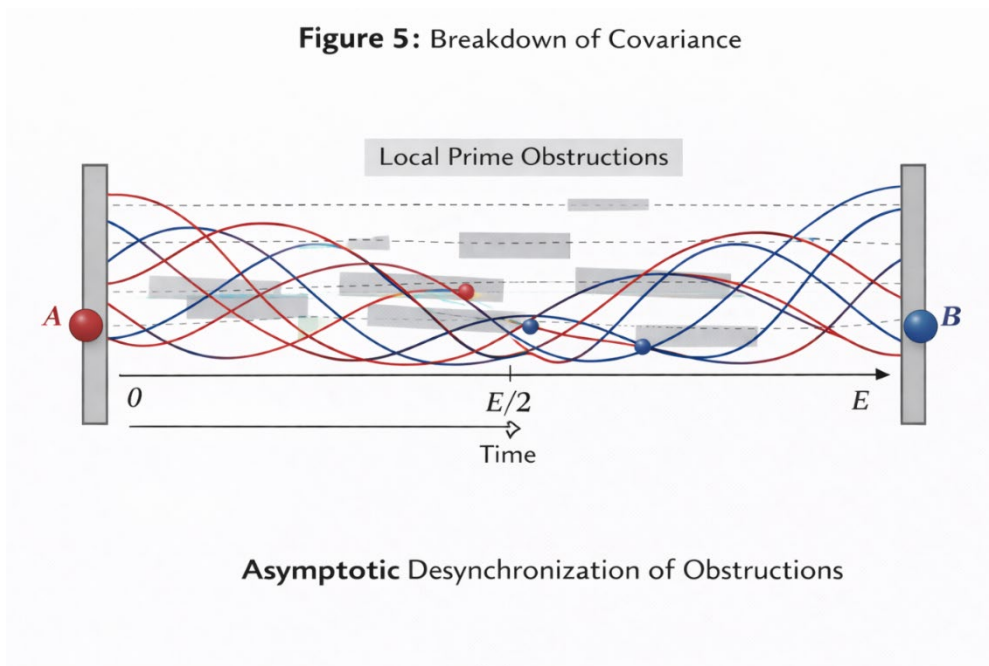 Figure 5: Breakdown of Covariance
Local Prime Obstructions
A
B
0
E/2
E
Time
Asymptotic Desynchronization of Obstructions